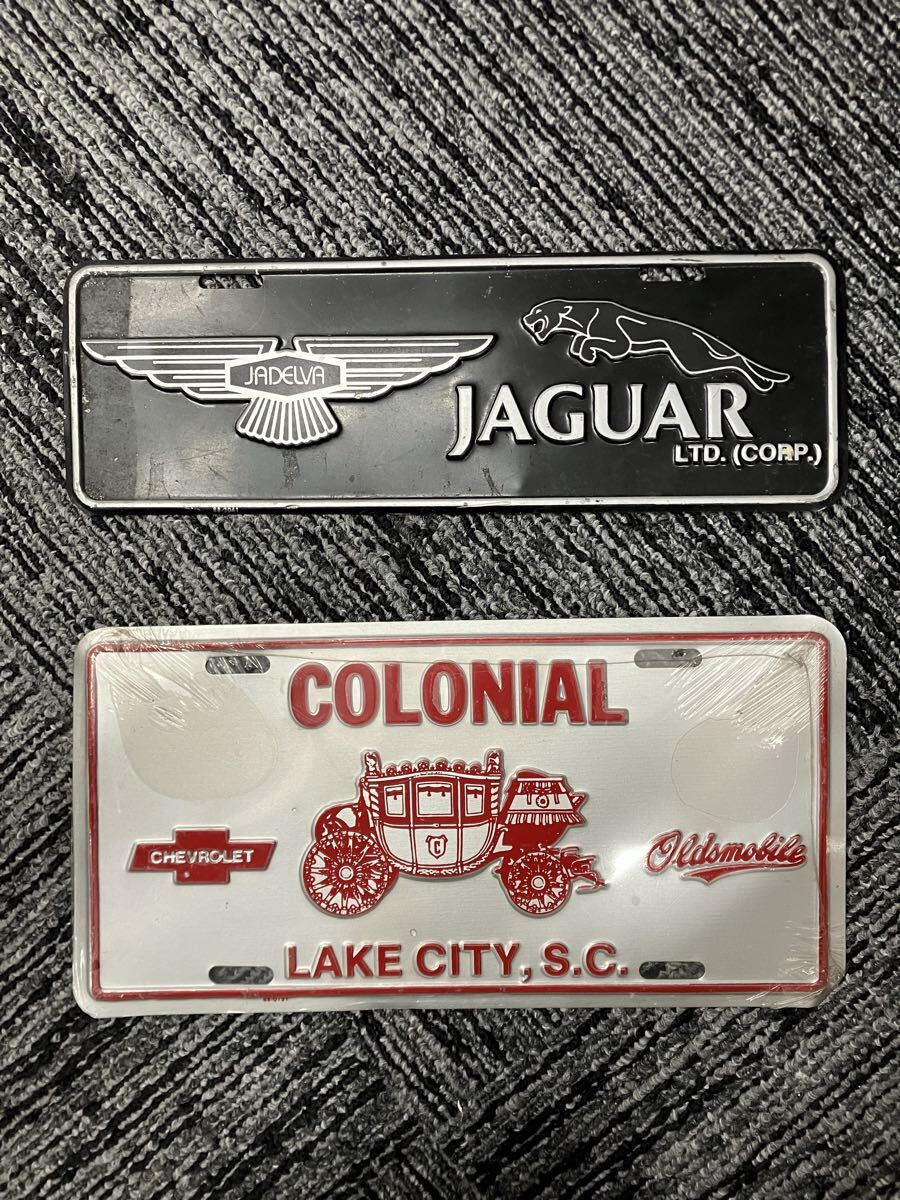 JADELVA
JAGUAR
LTD. (CORP.)
COLONIAL
C
CHEVROLET
Oldsmobile
LAKE CITY, S.C.